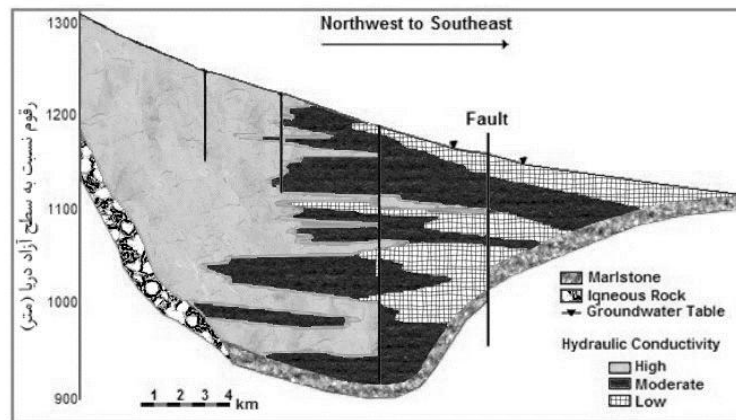 1300
Northwest to Southeast
1200
Fault
1100
1000
900
رقوم نسبت به سطح آزاد دریا (متر)
1 2 3 4
km
Marlstone
Igneous Rock
Groundwater Table
Hydraulic Conductivity
High
Moderate
Low